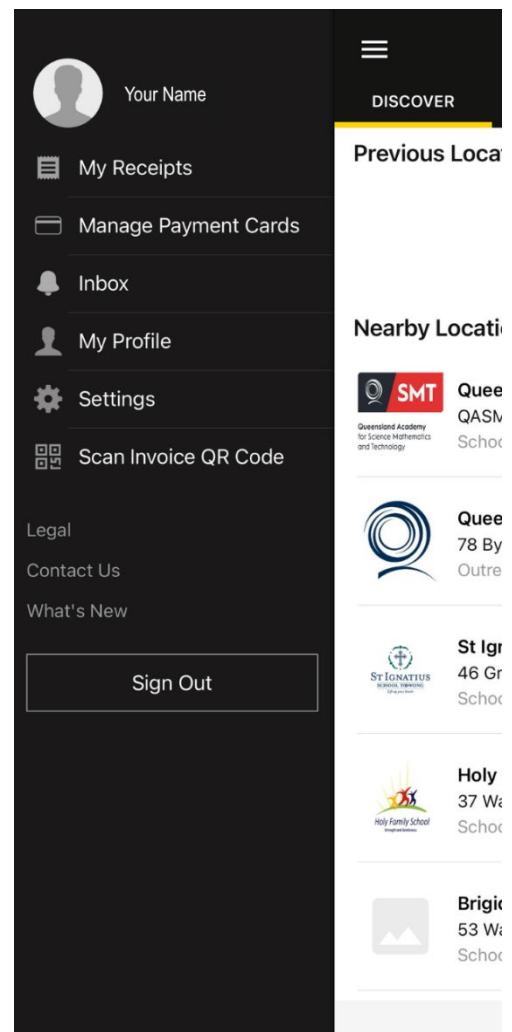 Your Name
My Receipts
Manage Payment Cards
Inbox
My Profile
Settings
Scan Invoice QR Code
Legal
Contact Us
What's New
Sign Out
DISCOVER
Previous Loca
Nearby Locati
SMT
Queensland Academy
for Science Mathematics
and Technology
Quee
QASM
Schoo
Quee
78 By
Outre
ST IGNATIUS
SCHOOL TOOWONG
St Igr
46 Gr
Schoo
Holy Family School
Holy
37 Wa
Schoo
Brigid
53 Wa
Schoo